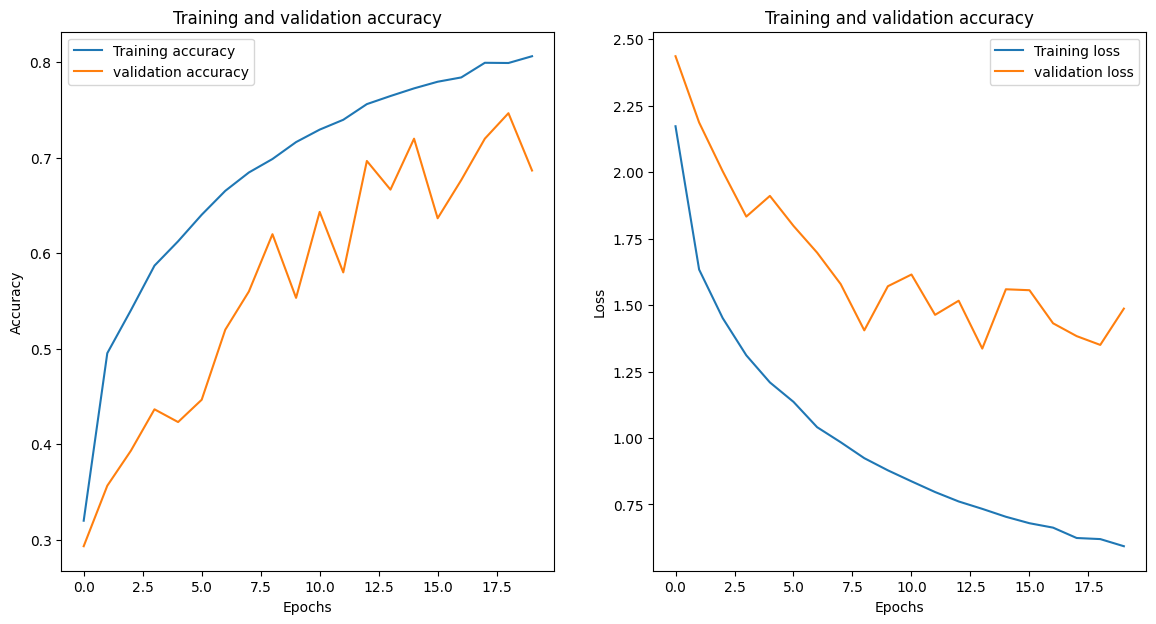 Training and validation accuracy
Training accuracy
validation accuracy
0.8
0.7
0.6
0.5
0.4
0.3
Accuracy
0.0 2.5 5.0 7.5 10.0 12.5 15.0 17.5
Epochs
Training and validation accuracy
Training loss
validation loss
2.50
2.25
2.00
1.75
1.50
1.25
1.00
0.75
Loss
0.0 2.5 5.0 7.5 10.0 12.5 15.0 17.5
Epochs